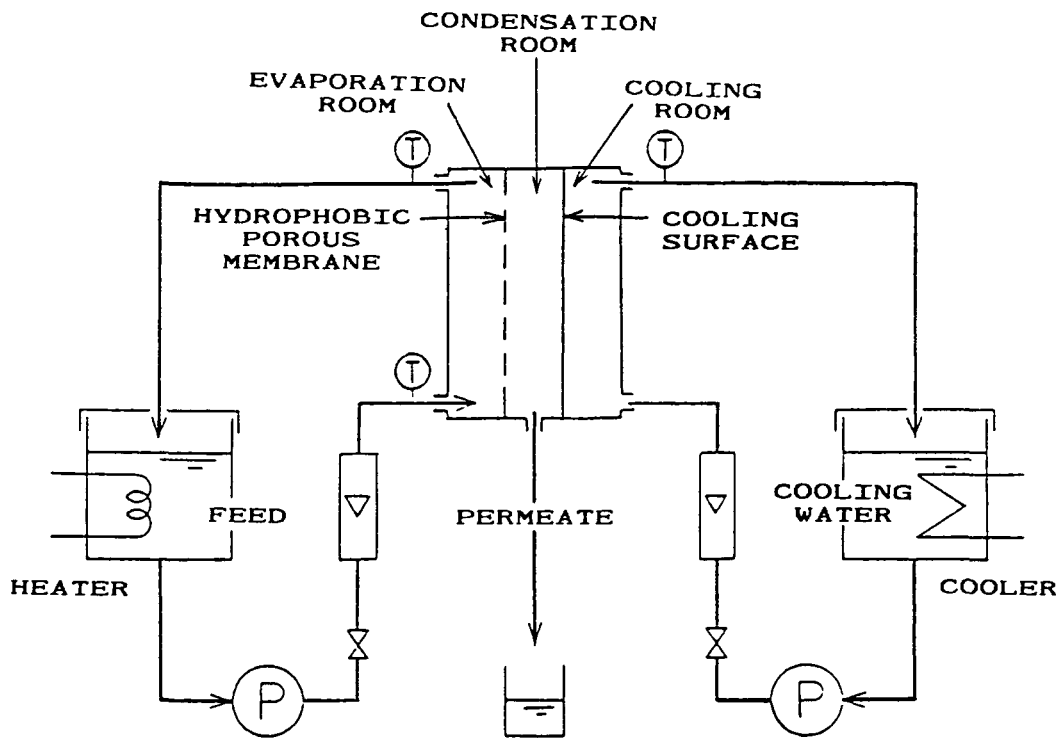 CONDENSATION
ROOM
EVAPORATION
ROOM
COOLING
ROOM
T
T
HYDROPHOBIC
POROUS
MEMBRANE
COOLING
SURFACE
T
FEED
PERMEATE
COOLING
WATER
HEATER
COOLER
P
P